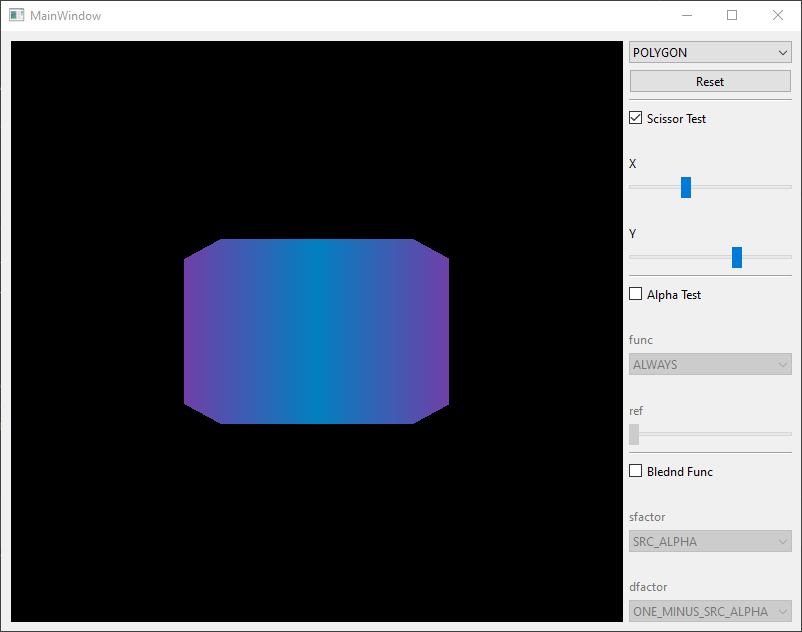 MainWindow
POLYGON
Reset
Scissor Test
X
Y
Alpha Test
func
ALWAYS
ref
Blednd Func
sfactor
SRC_ALPHA
dfactor
ONE_MINUS_SRC_ALPHA